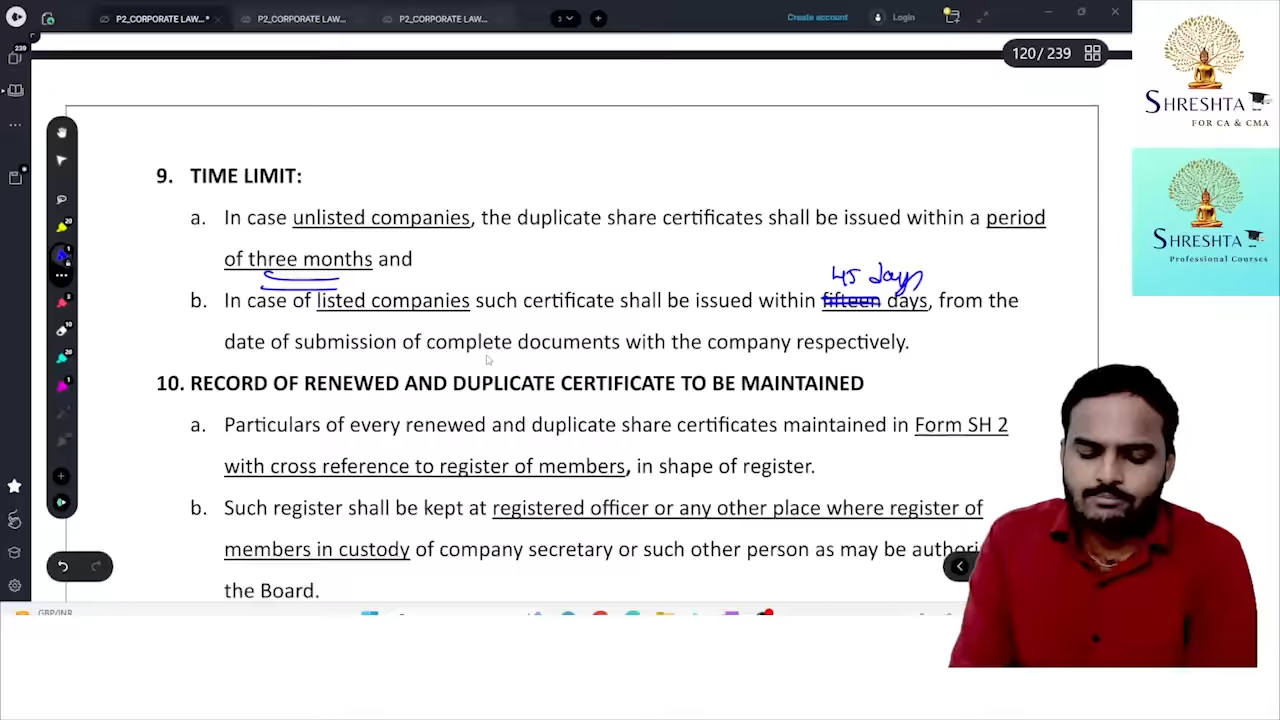 P2_CORPORATE LAW...*
P2_CORPORATE LAW...
P2_CORPORATE LAW...
3
Create account
Login
239
120/ 239
SHRESHTA
FOR CA & CMA
SHRESHTA
Professional Courses
9. TIME LIMIT:
a. In case unlisted companies, the duplicate share certificates shall be issued within a period
of three months and
45 days
b. In case of listed companies such certificate shall be issued within fifteen days, from the
date of submission of complete documents with the company respectively.
10. RECORD OF RENEWED AND DUPLICATE CERTIFICATE TO BE MAINTAINED
a. Particulars of every renewed and duplicate share certificates maintained in Form SH 2
with cross reference to register of members, in shape of register.
b. Such register shall be kept at registered officer or any other place where register of
members in custody of company secretary or such other person as may be authori
the Board.
GBP/INR